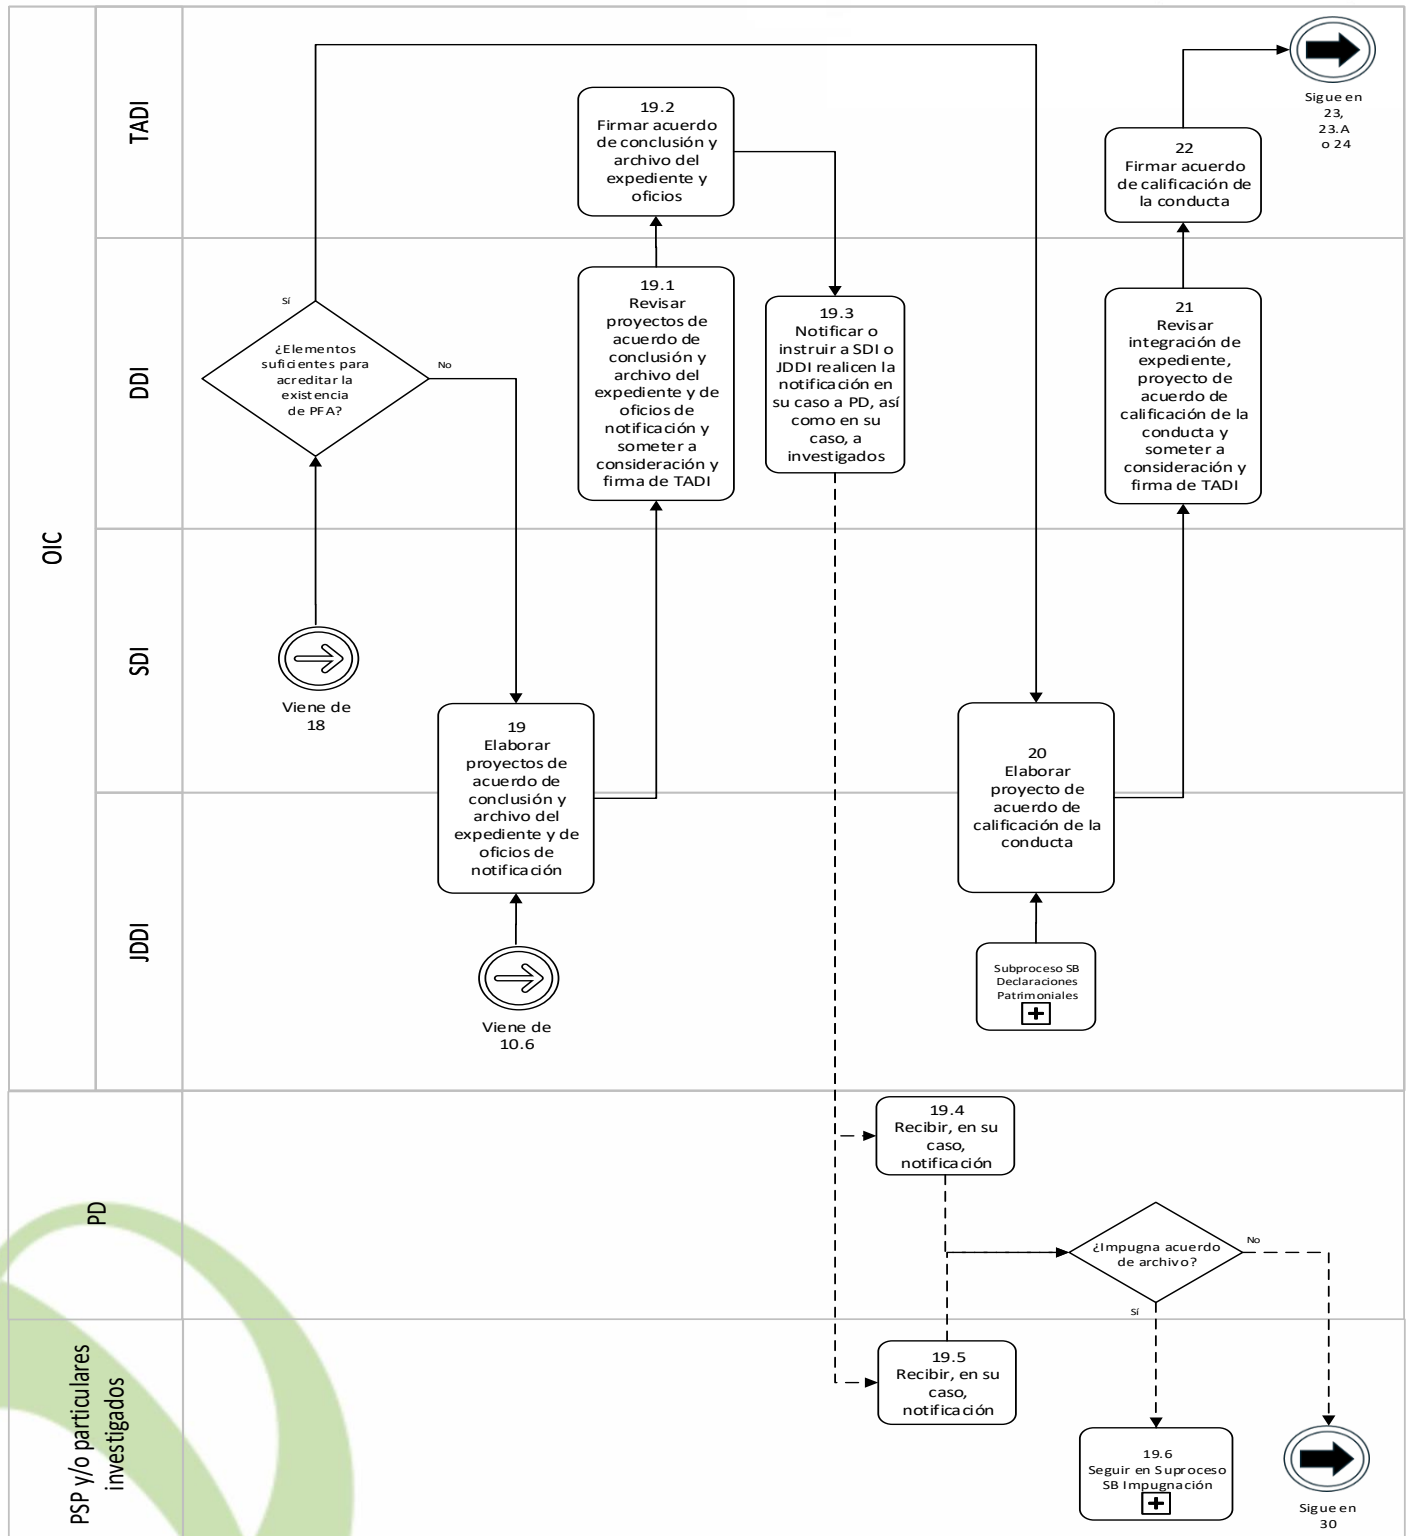 OIC
TADI
DDI
SDI
JDDI
PD
PSP y/o particulares
investigados
Sigue en
23,
23.A
o 24
19.2
Firmar acuerdo
de conclusión y
archivo del
expediente y
oficios
22
Firmar acuerdo
de calificación de
la conducta
Sí
¿Elementos
suficientes para
acreditar la
existencia
de PFA?
No
19.1
Revisar
proyectos de
acuerdo de
conclusión y
archivo del
expediente y de
oficios de
notificación y
someter a
consideración y
firma de TADI
19.3
Notificar o
instruir a SDI o
JDDI realicen la
notificación en
su caso a PD, así
como en su
caso, a
investigados
21
Revisar
integración de
expediente,
proyecto de
acuerdo de
calificación de la
conducta y
someter a
consideración y
firma de TADI
Viene de
18
19
Elaborar
proyectos de
acuerdo de
conclusión y
archivo del
expediente y de
oficios de
notificación
20
Elaborar
proyecto de
acuerdo de
calificación de la
conducta
Viene de
10.6
Subproceso SB
Declaraciones
Patrimoniales
19.4
Recibir, en su
caso,
notificación
¿Impugna acuerdo
de archivo?
No
Sí
19.5
Recibir, en su
caso,
notificación
19.6
Seguir en Suproceso
SB Impugnación
Sigue en
30